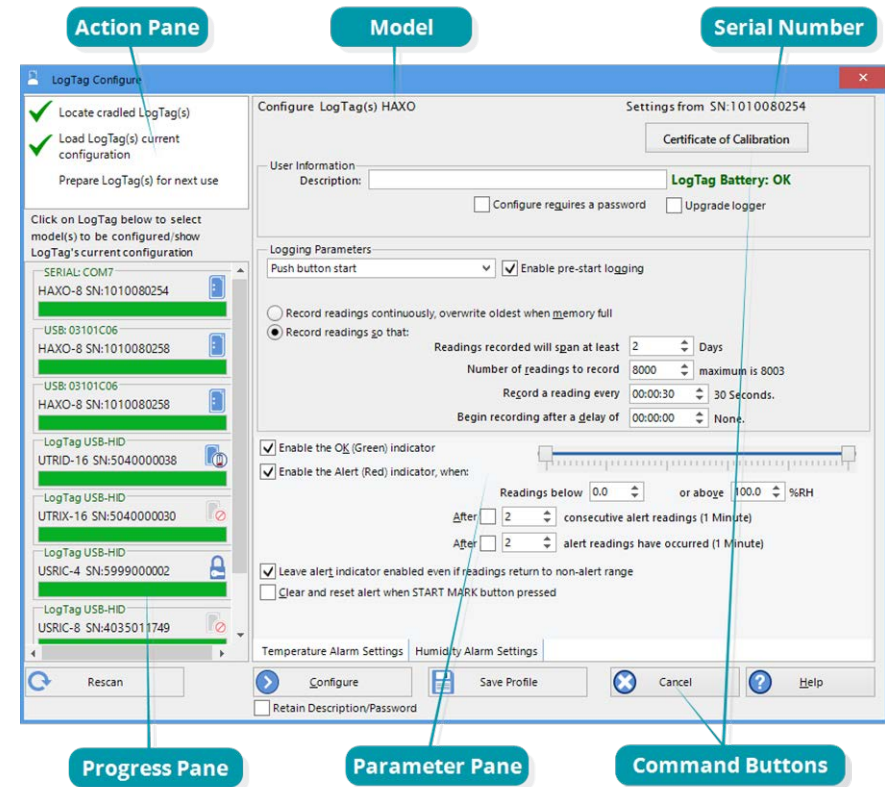 Action Pane
Model
Serial Number
LogTag Configure
Locate cradled LogTag(s)
Load LogTag(s) current
configuration
Prepare LogTag(s) for next use
Click on LogTag below to select
model(s) to be configured/show
LogTag's current configuration
SERIAL: COM7
HAXO-8 SN:1010080254
USB: 03101C06
HAXO-8 SN:1010080258
USB: 03101C06
HAXO-8 SN:1010080258
LogTag USB-HID
UTRID-16 SN:5040000038
LogTag USB-HID
UTRIX-16 SN:5040000030
LogTag USB-HID
USRIC-4 SN:5999000002
LogTag USB-HID
USRIC-8 SN:4035011749
Rescan
Configure LogTag(s) HAXO
Settings from SN:1010080254
Certificate of Calibration
User Information
Description:
LogTag Battery: OK
Configure requires a password
Upgrade logger
Logging Parameters
Push button start
Enable pre-start logging
Record readings continuously, overwrite oldest when memory full
Record readings so that:
Readings recorded will span at least 2 Days
Number of readings to record 8000 maximum is 8003
Record a reading every 00:00:30 30 Seconds.
Begin recording after a delay of 00:00:00 None.
Enable the OK (Green) indicator
Enable the Alert (Red) indicator, when:
Readings below 0.0 or above 100.0 %RH
After 2 consecutive alert readings (1 Minute)
After 2 alert readings have occurred (1 Minute)
Leave alert indicator enabled even if readings return to non-alert range
Clear and reset alert when START MARK button pressed
Temperature Alarm Settings Humidity Alarm Settings
Configure
Save Profile
Cancel
Help
Retain Description/Password
Progress Pane
Parameter Pane
Command Buttons